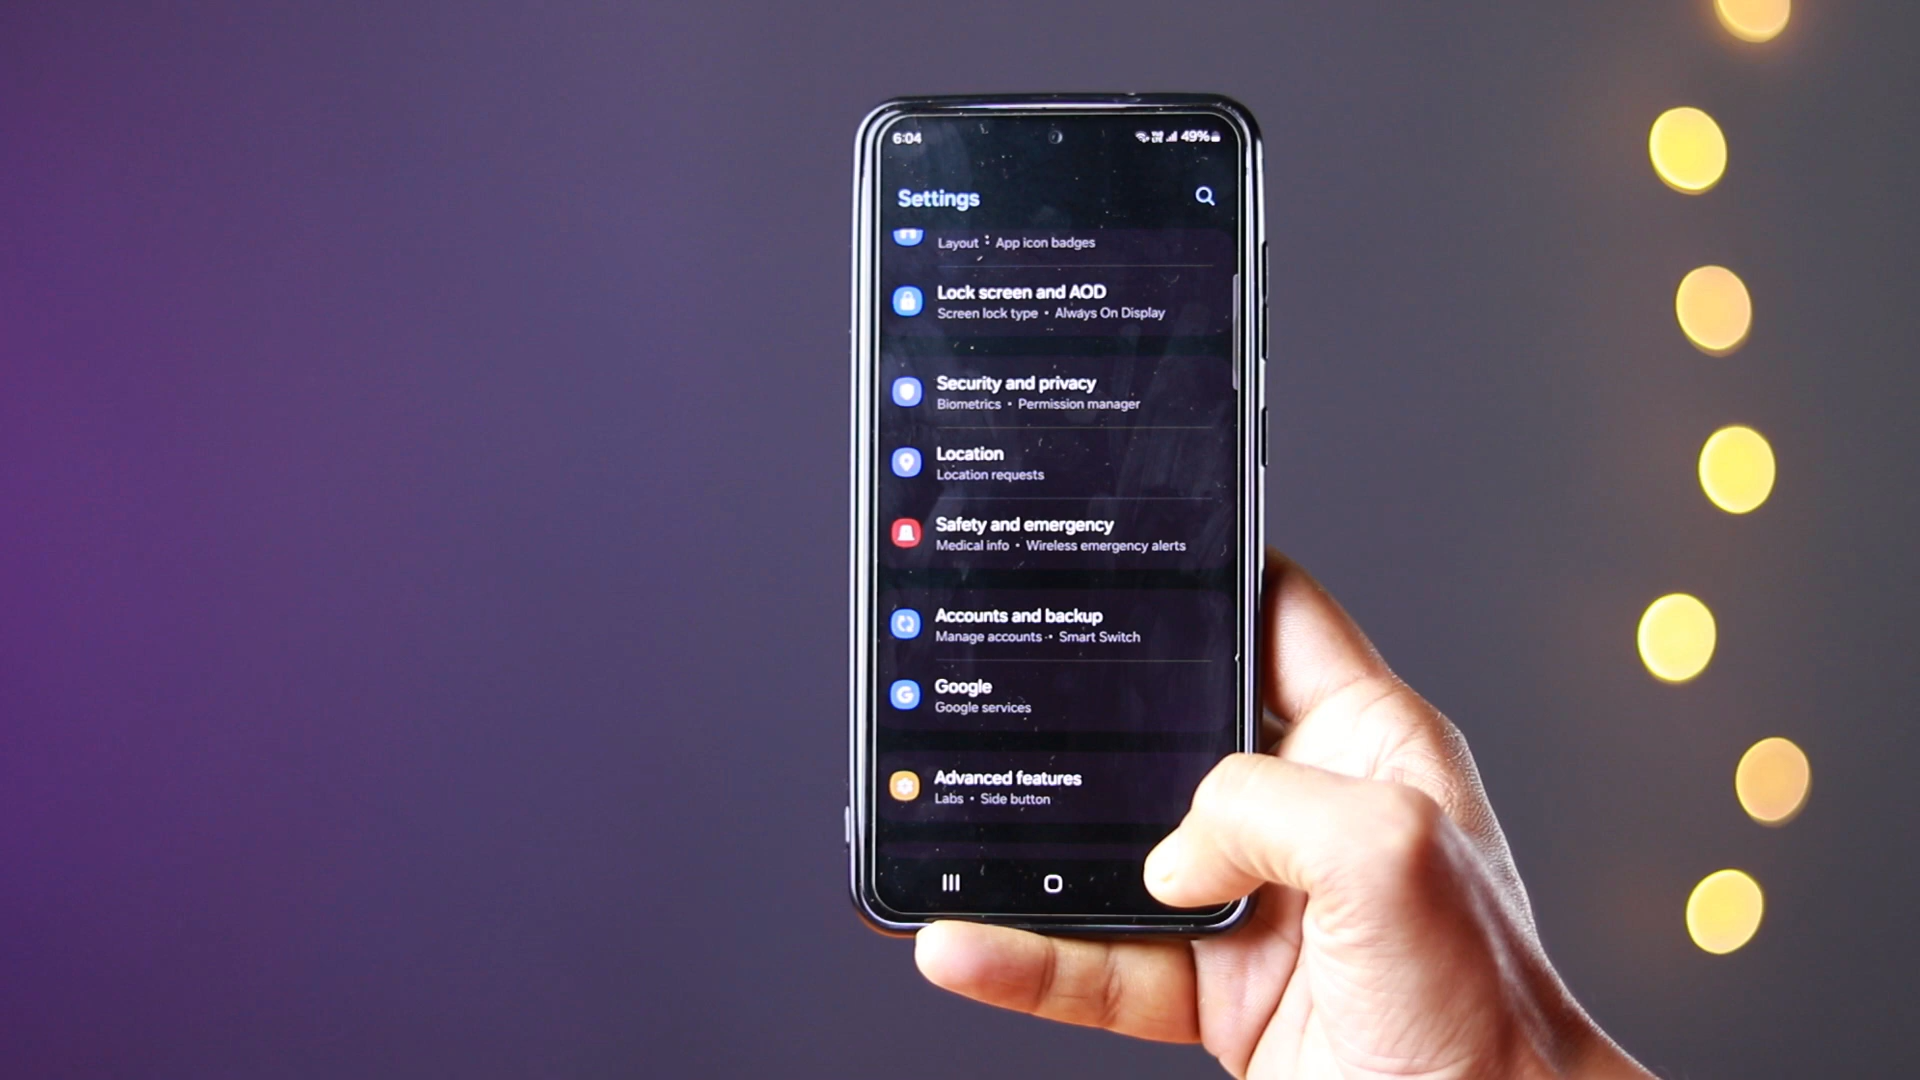 6:04
49%
Settings
Layout • App icon badges
Lock screen and AOD
Screen lock type • Always On Display
Security and privacy
Biometrics • Permission manager
Location
Location requests
Safety and emergency
Medical info • Wireless emergency alerts
Accounts and backup
Manage accounts • Smart Switch
Google
Google services
Advanced features
Labs • Side button